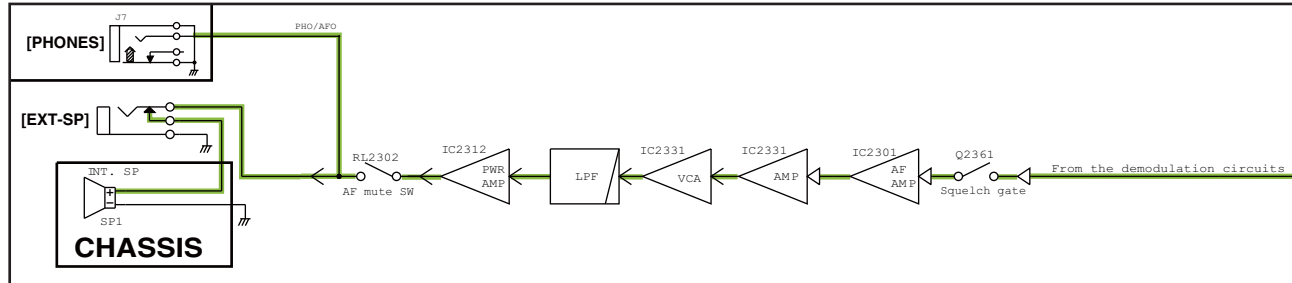 J7
[PHONES]
PHO/AFO
[EXT-SP]
INT. SP
+
−
SP1
CHASSIS
RL2302
AF mute SW
IC2312
PWR
AMP
LPF
IC2331
VCA
IC2331
AMP
IC2301
AF
AMP
Q2361
Squelch gate
From the demodulation circuits